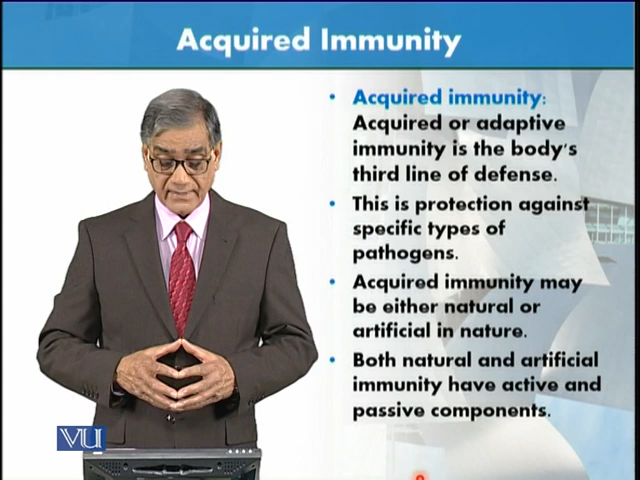 Acquired Immunity
• Acquired immunity:
Acquired or adaptive
immunity is the body's
third line of defense.
• This is protection against
specific types of
pathogens.
• Acquired immunity may
be either natural or
artificial in nature.
• Both natural and artificial
immunity have active and
passive components.
VU